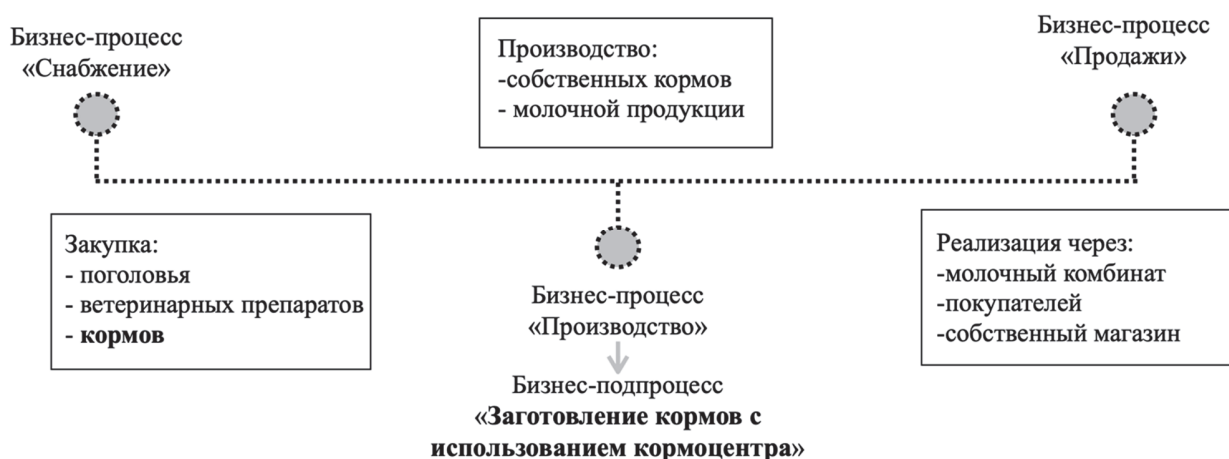 Бизнес-процесс
«Снабжение»
Производство:
-собственных кормов
- молочной продукции
Бизнес-процесс
«Продажи»
Закупка:
- поголовья
- ветеринарных препаратов
- кормов
Бизнес-процесс
«Производство»
Бизнес-подпроцесс
«Заготовление кормов с
использованием кормоцентра»
Реализация через:
-молочный комбинат
-покупателей
-собственный магазин